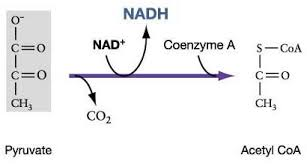 NADH
O⁻
NAD⁺ Coenzyme A
C=O
S—CoA
C=O
C=O
CH₃
CO₂
CH₃
Pyruvate
Acetyl CoA